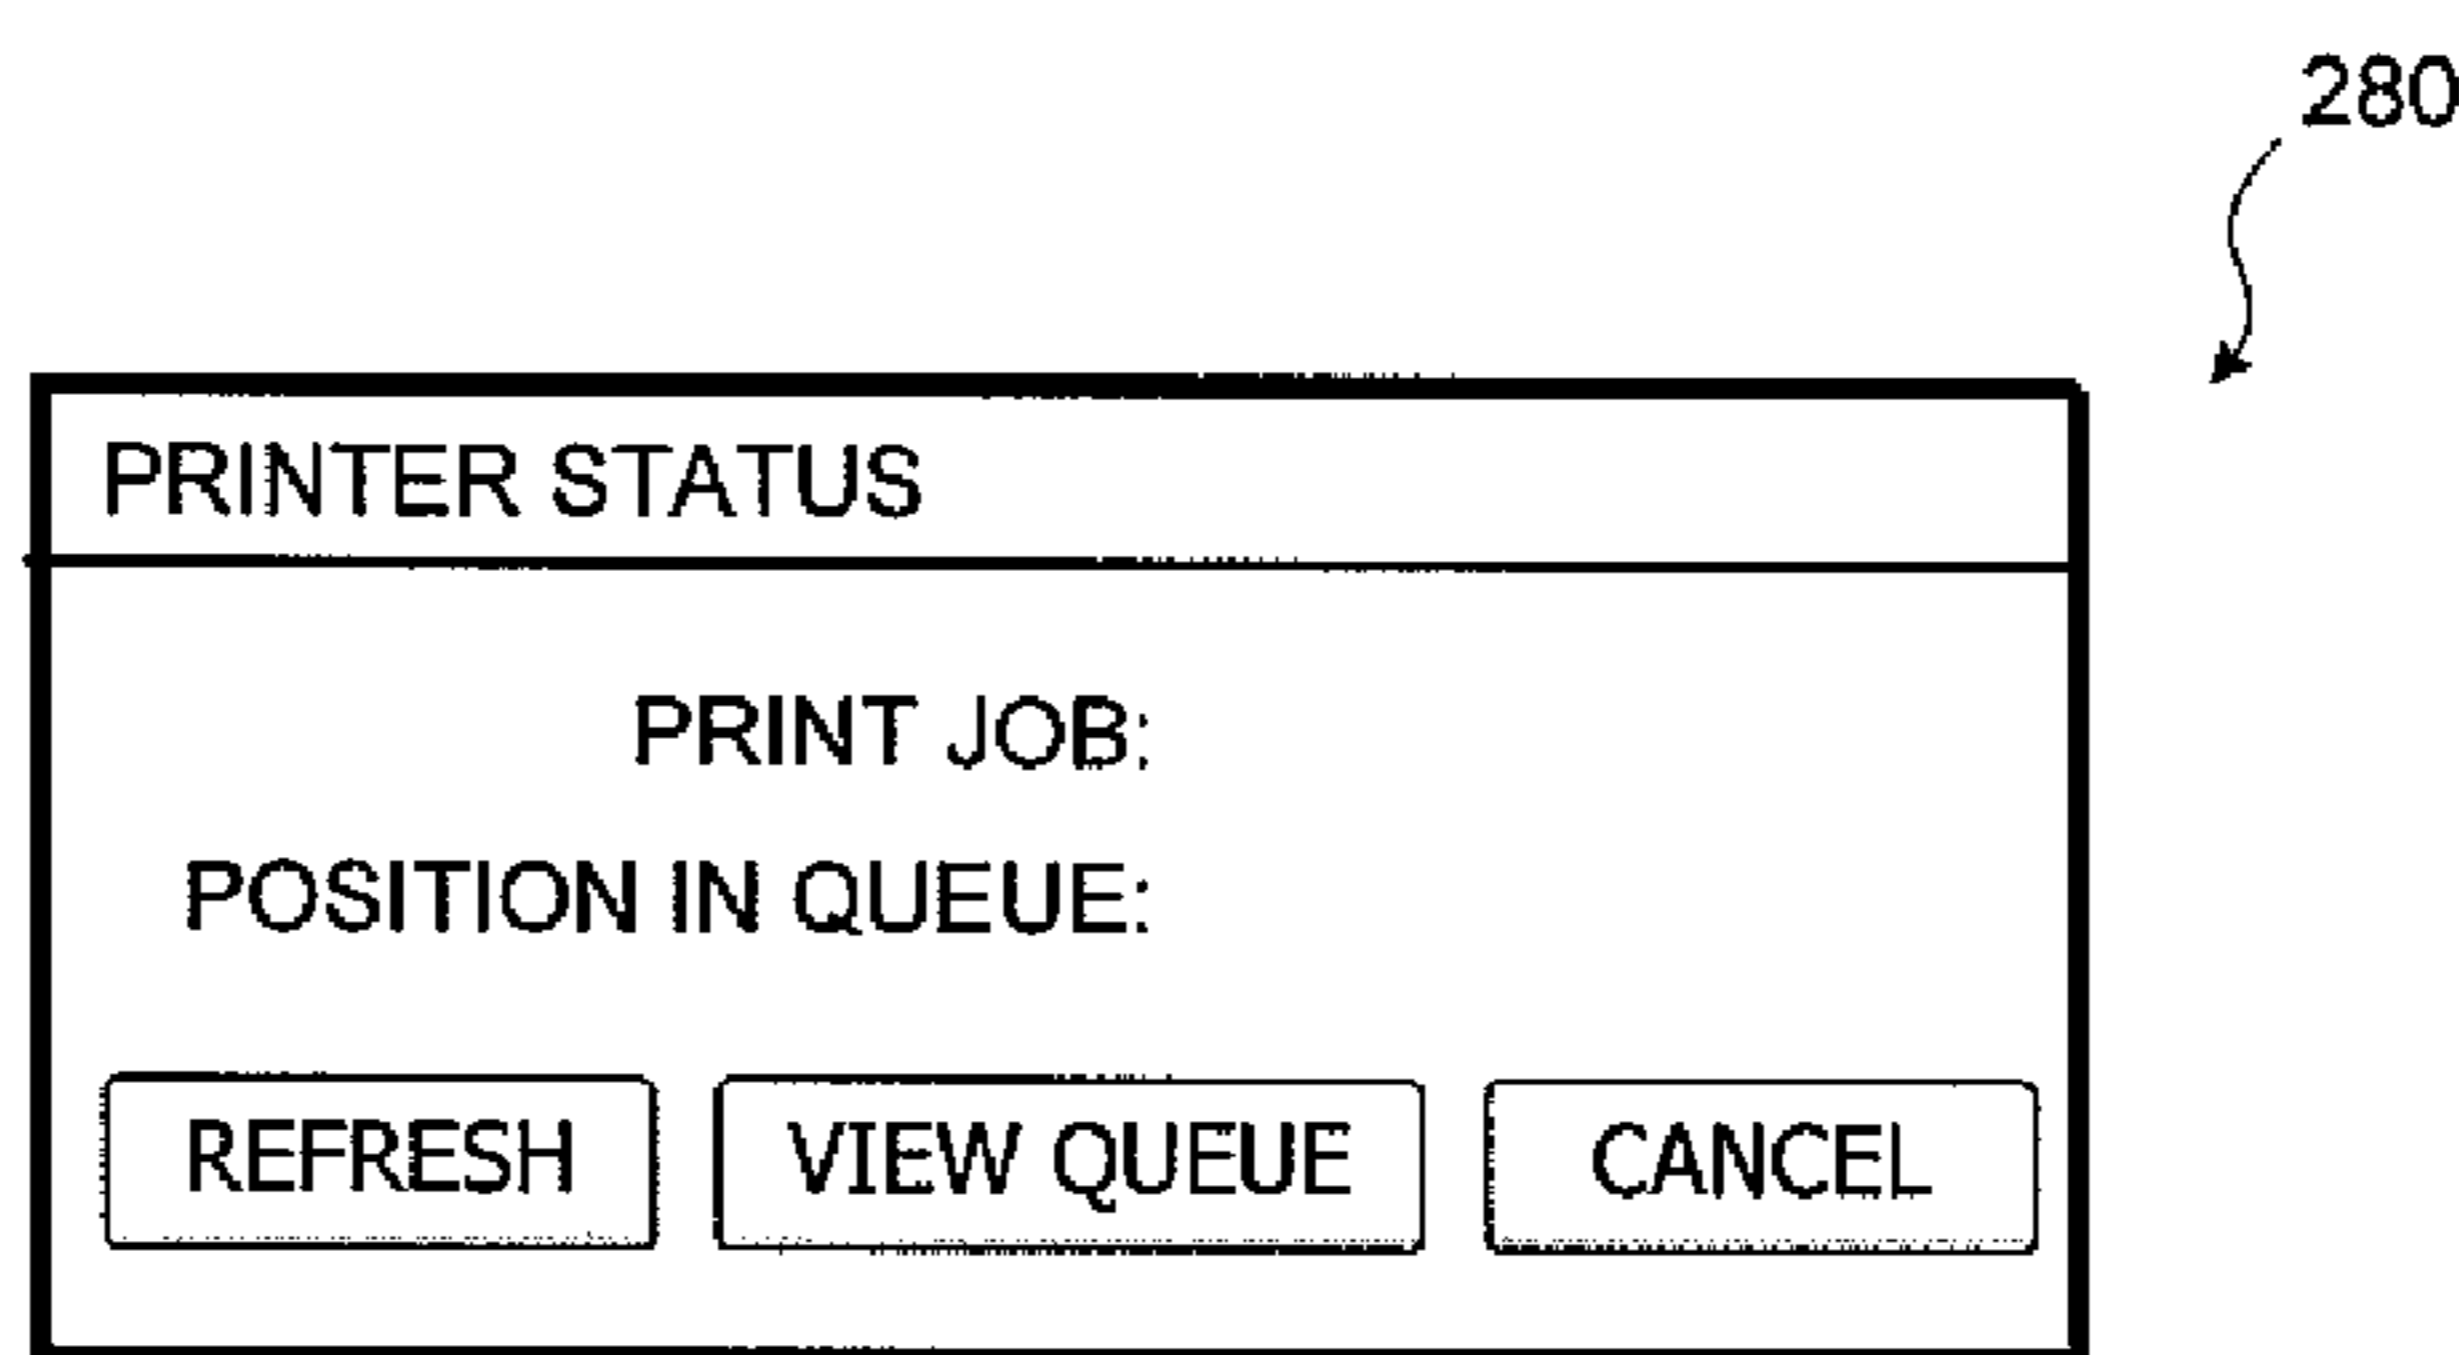 280
PRINTER STATUS
PRINT JOB:
POSITION IN QUEUE:
REFRESH VIEW QUEUE CANCEL